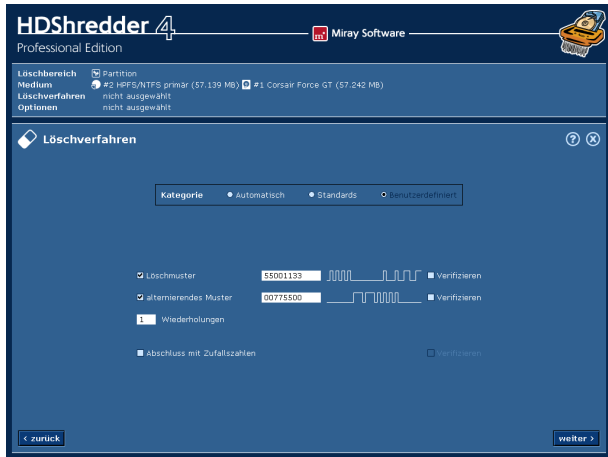 HDShredder 4
Professional Edition
m Miray Software
Löschbereich Partition
Medium #2 HPFS/NTFS primär (57.139 MB) #1 Corsair Force GT (57.242 MB)
Löschverfahren nicht ausgewählt
Optionen nicht ausgewählt
Löschverfahren ? X
Kategorie Automatisch Standards Benutzerdefiniert
Löschmuster 55001133 Verifizieren
alternierendes Muster 00775500 Verifizieren
1 Wiederholungen
Abschluss mit Zufallszahlen Verifizieren
< zurück weiter >